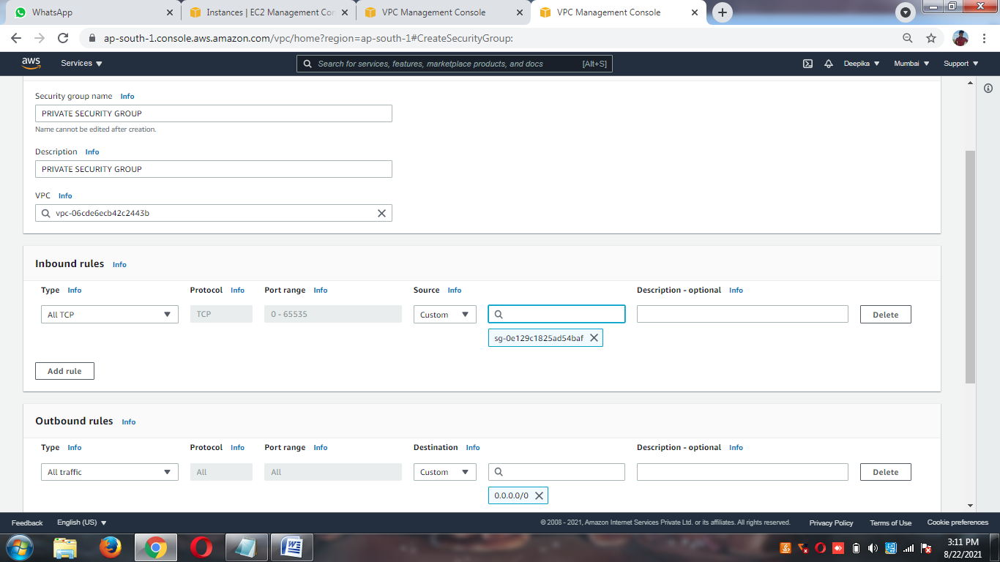 WhatsApp
Instances | EC2 Management Cor
VPC Management Console
VPC Management Console
ap-south-1.console.aws.amazon.com/vpc/home?region=ap-south-1#CreateSecurityGroup:
aws
Services
Search for services, features, marketplace products, and docs
[Alt+S]
Deepika
Mumbai
Support
Security group name Info
PRIVATE SECURITY GROUP
Name cannot be edited after creation.
Description Info
PRIVATE SECURITY GROUP
VPC Info
vpc-06cde6ecb42c2443b
Inbound rules Info
Type Info Protocol Info Port range Info Source Info Description - optional Info
All TCP TCP 0 - 65535 Custom Delete
sg-0e129c1825ad54baf
Add rule
Outbound rules Info
Type Info Protocol Info Port range Info Destination Info Description - optional Info
All traffic All All Custom Delete
0.0.0.0/0
Feedback English (US) © 2008 - 2021, Amazon Internet Services Private Ltd. or its affiliates. All rights reserved. Privacy Policy Terms of Use Cookie preferences
3:11 PM
8/22/2021